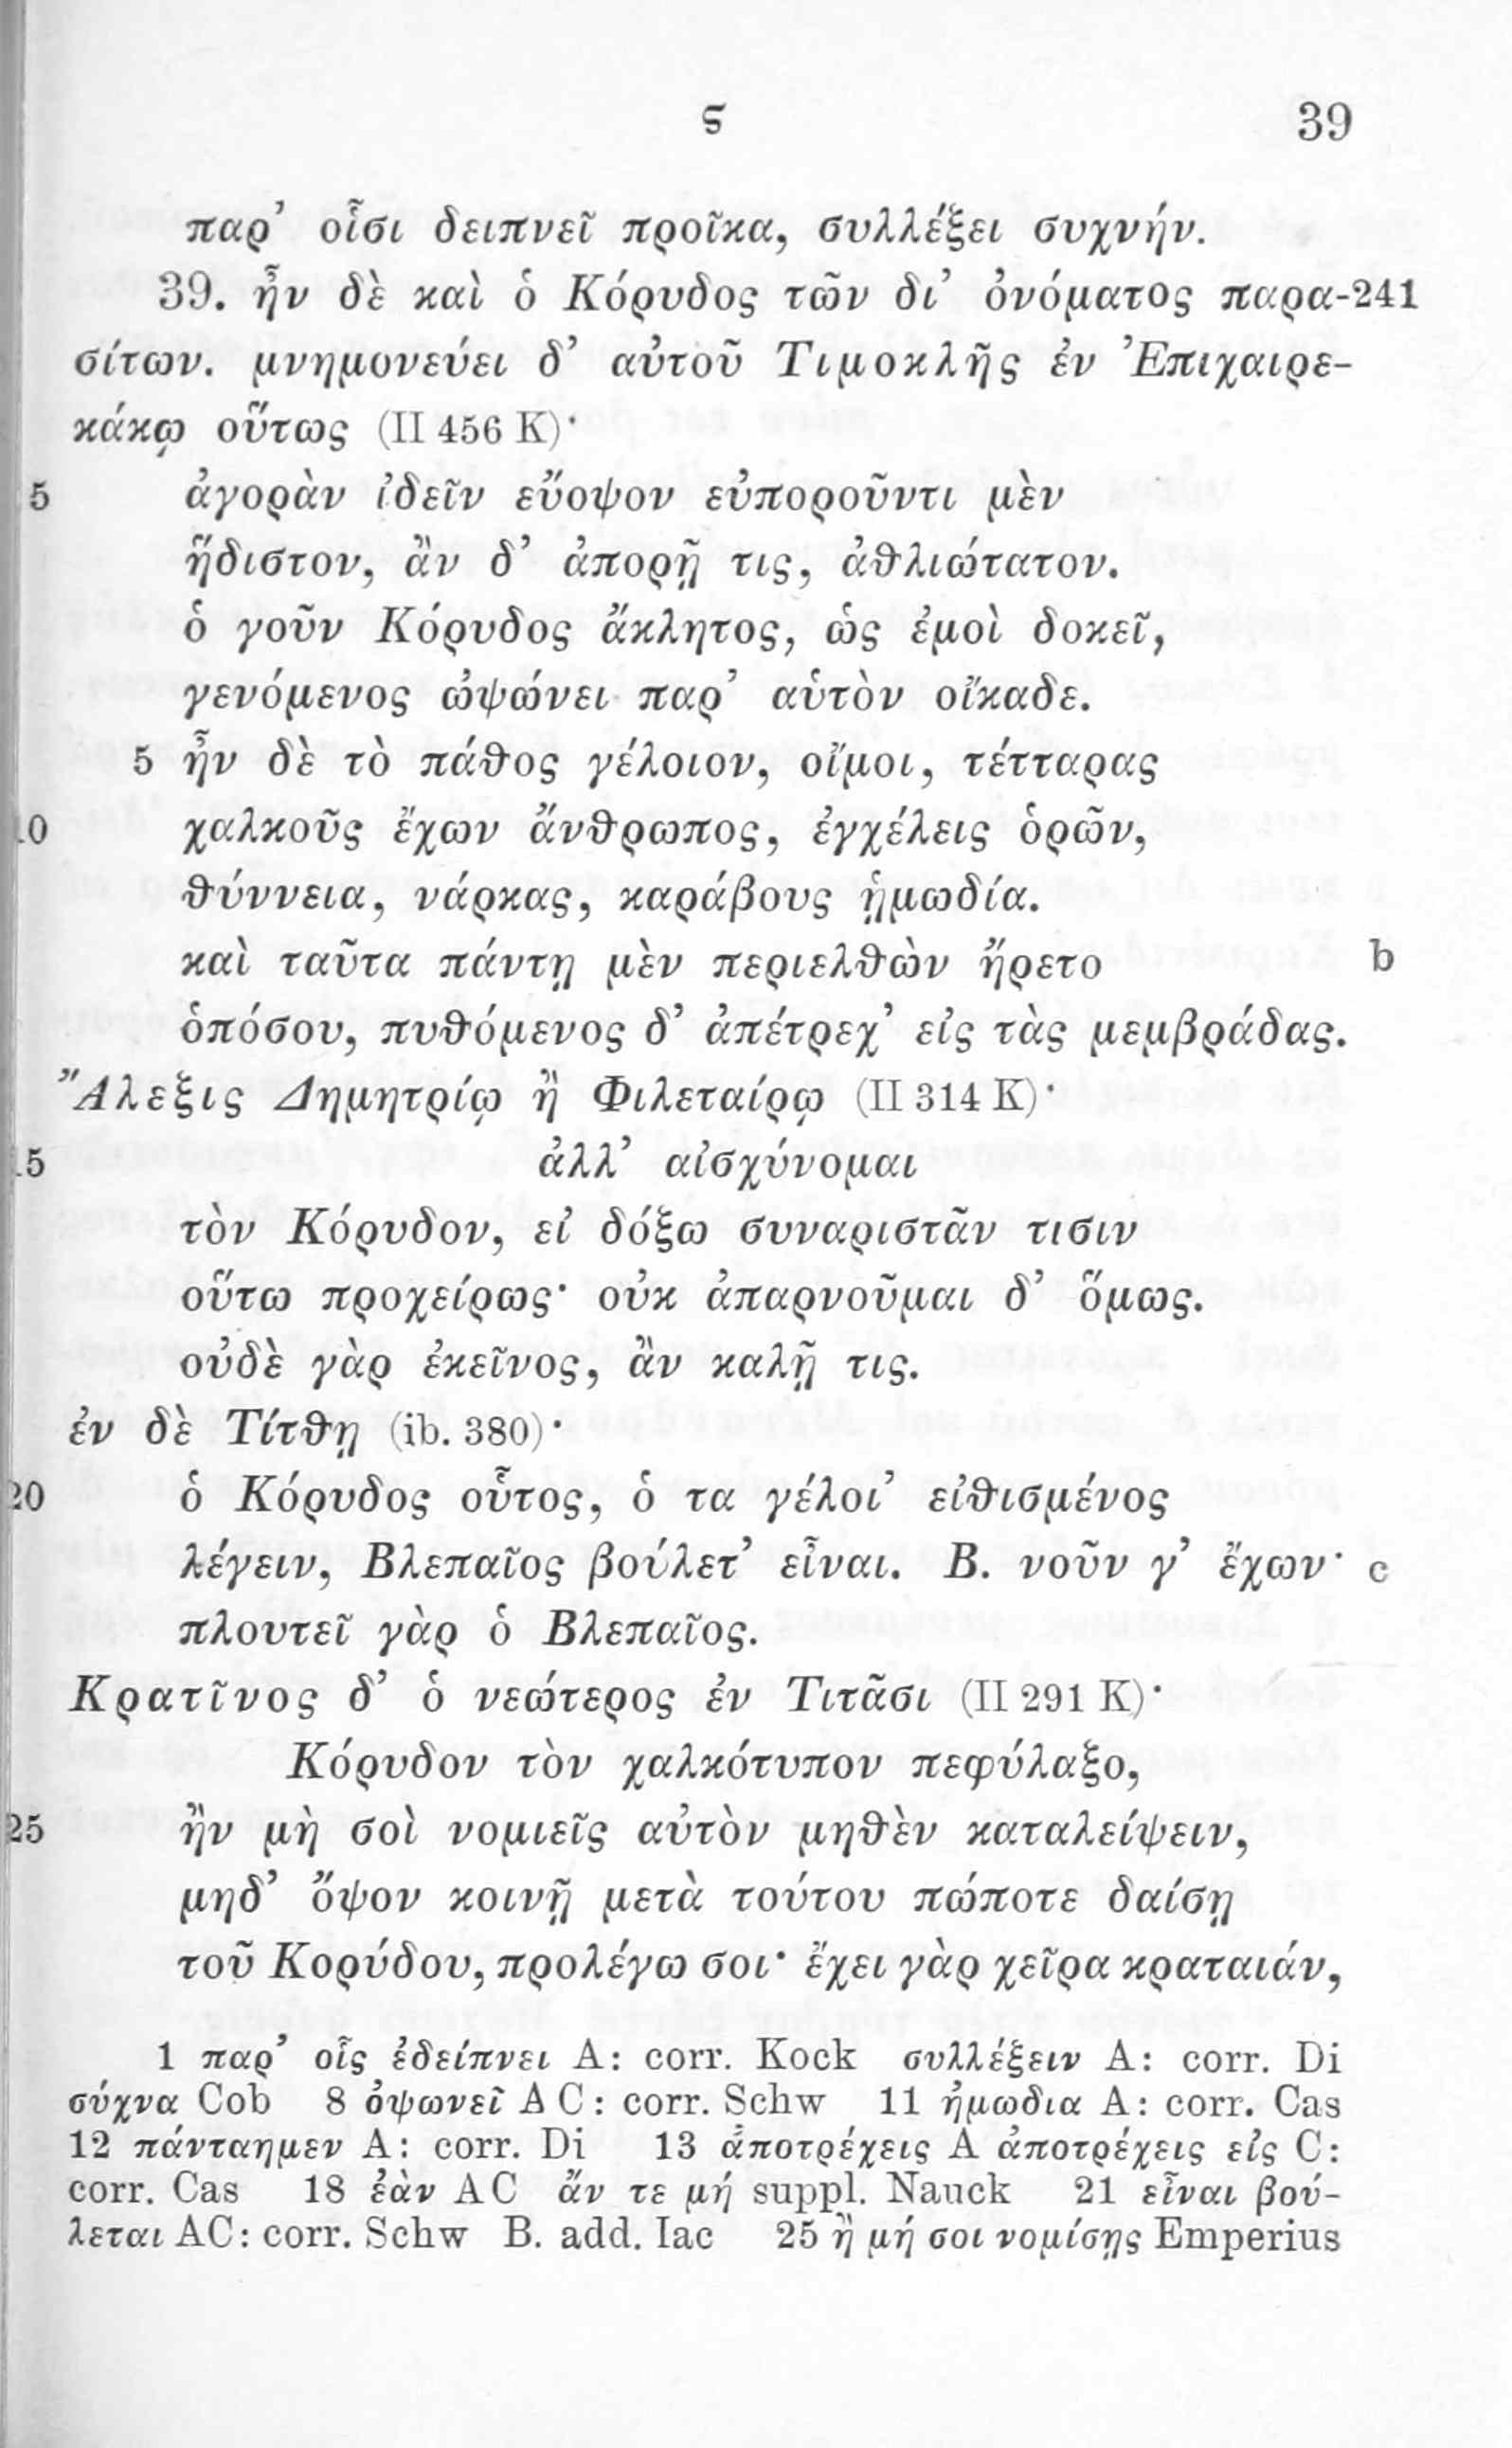 ϛ 39
παρ’ οἷσι δειπνεῖ προῖκα, συλλέξει συχνήν.
39. ἦν δὲ καὶ ὁ Κόρυδος τῶν δι’ ὀνόματος παρα-241
σίτων. μνημονεύει δ’ αὐτοῦ Τιμοκλῆς ἐν Ἐπιχαιρε-
κάκῳ οὕτως (II 456 K)·
5 ἀγορὰν ἰδεῖν εὔοψον εὐποροῦντι μὲν
ἥδιστον, ἂν δ’ ἀπορῇ τις, ἀθλιώτατον.
ὁ γοῦν Κόρυδος ἄκλητος, ὡς ἐμοὶ δοκεῖ,
γενόμενος ὠψώνει παρ’ αὑτὸν οἴκαδε.
5 ἦν δὲ τὸ πάθος γέλοιον, οἴμοι, τέτταρας
10 χαλκοῦς ἔχων ἄνθρωπος, ἐγχέλεις ὁρῶν,
θύννεια, νάρκας, καράβους ᾑμωδία.
καὶ ταῦτα πάντῃ μὲν περιελθὼν ἤρετο b
ὁπόσου, πυθόμενος δ’ ἀπέτρεχ’ εἰς τὰς μεμβράδας.
Ἄλεξις Δημητρίῳ ἢ Φιλεταίρῳ (II 314 K)·
15 ἀλλ’ αἰσχύνομαι
τὸν Κόρυδον, εἰ δόξω συναριστᾶν τισιν
οὕτω προχείρως· οὐκ ἀπαρνοῦμαι δ’ ὅμως.
οὐδὲ γὰρ ἐκεῖνος, ἂν καλῇ τις.
ἐν δὲ Τίτθῃ (ib. 380)·
20 ὁ Κόρυδος οὗτος, ὁ τα γέλοι’ εἰθισμένος
λέγειν, Βλεπαῖος βούλετ’ εἶναι. B. νοῦν γ’ ἔχων· c
πλουτεῖ γὰρ ὁ Βλεπαῖος.
Κρατῖνος δ’ ὁ νεώτερος ἐν Τιτᾶσι (II 291 K)·
Κόρυδον τὸν χαλκότυπον πεφύλαξο,
25 ἢν μὴ σοὶ νομιεῖς αὐτὸν μηθὲν καταλείψειν,
μηδ’ ὄψον κοινῇ μετὰ τούτου πώποτε δαίσῃ
τοῦ Κορύδου, προλέγω σοι· ἔχει γὰρ χεῖρα κραταιάν,
1 παρ’ οἷς ἐδείπνει A: corr. Kock συλλέξειν A: corr. Di
σύχνα Cob 8 ὀψωνεῖ A C: corr. Schw 11 ἡμωδια A: corr. Cas
12 πάνταημεν A: corr. Di 13 ἀποτρέχεις A ἀποτρέχεις εἰς C:
corr. Cas 18 ἐὰν A C ἄν τε μή suppl. Nauck 21 εἶναι βού-
λεται AC: corr. Schw B. add. Iac 25 ἢ μή σοι νομίσῃς Emperius